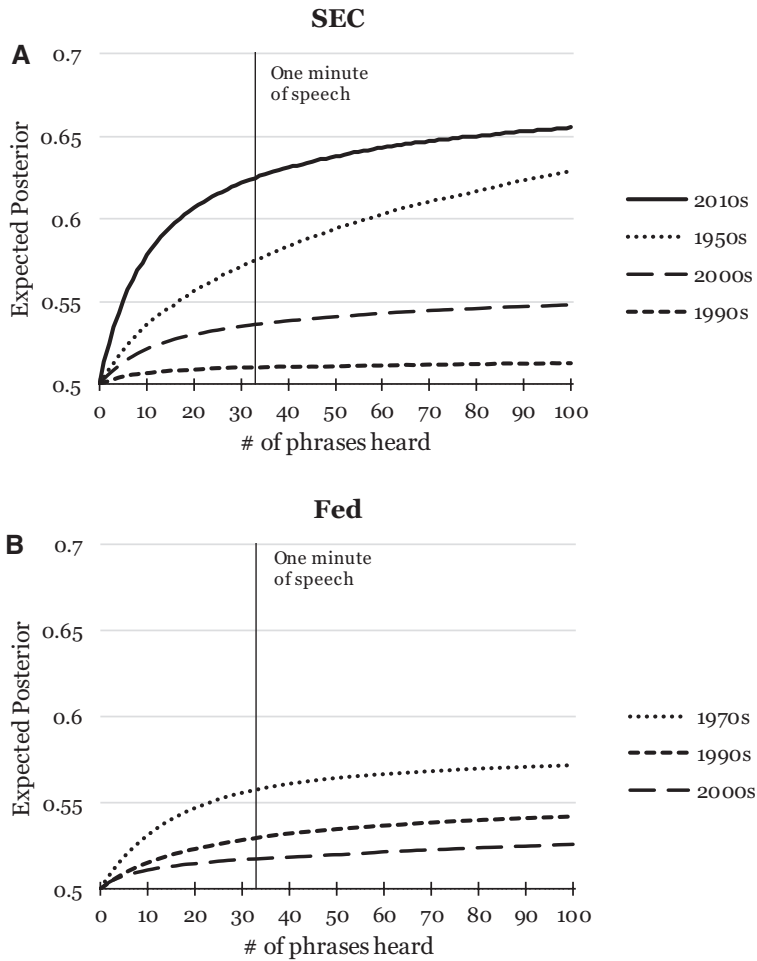 SEC
A
0.7
One minute
of speech
0.65
0.6
0.55
0.5
Expected Posterior
0 10 20 30 40 50 60 70 80 90 100
# of phrases heard
2010s
1950s
2000s
1990s
Fed
B
0.7
One minute
of speech
0.65
0.6
0.55
0.5
Expected Posterior
0 10 20 30 40 50 60 70 80 90 100
# of phrases heard
1970s
1990s
2000s